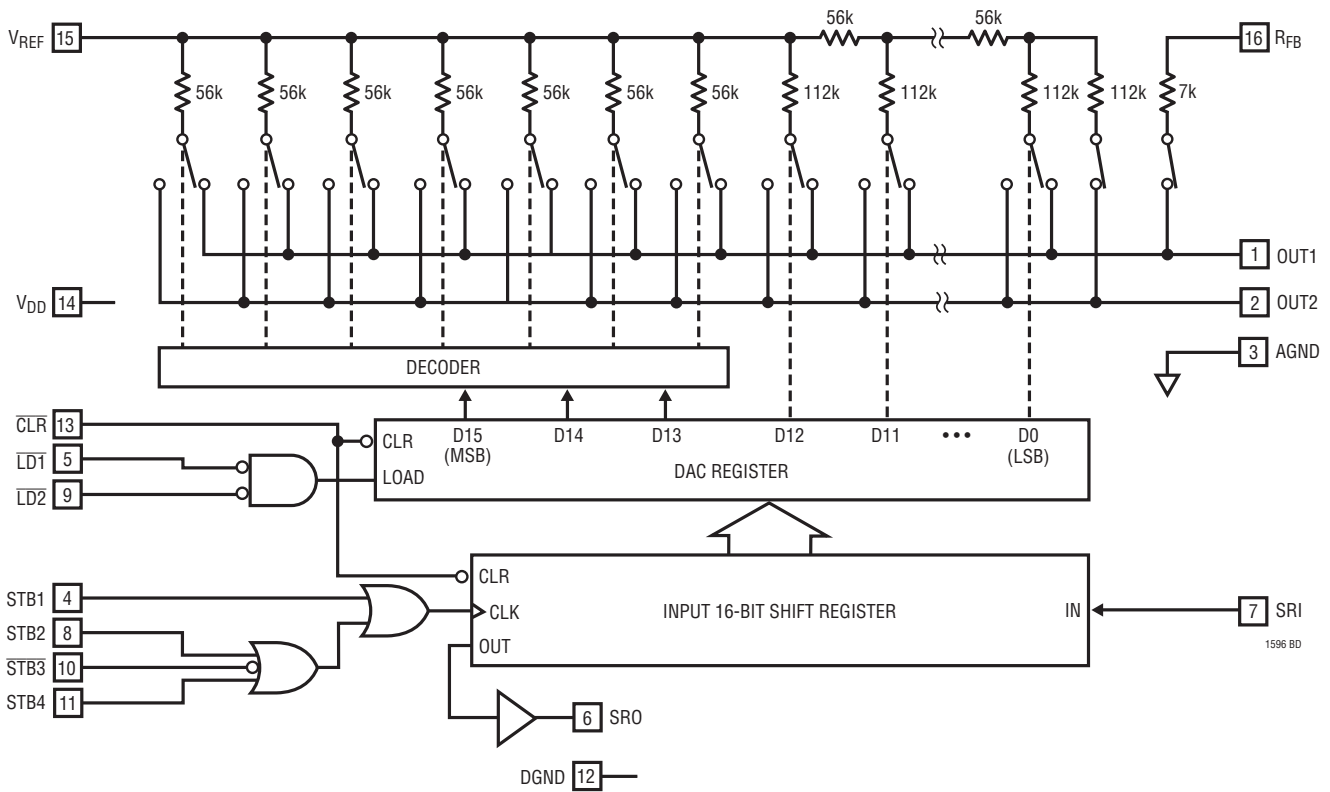 56k 56k
VREF 15 16 RFB
56k 56k 56k 56k 56k 56k 56k 112k 112k 112k 112k 7k
1 OUT1
VDD 14 2 OUT2
3 AGND
DECODER
CLR 13
CLR D15 D14 D13 D12 D11 ••• D0
(MSB) (LSB)
LD1 5
LOAD DAC REGISTER
LD2 9
CLR
STB1 4
CLK INPUT 16-BIT SHIFT REGISTER IN 7 SRI
STB2 8
OUT 1596 BD
STB3 10
STB4 11
6 SRO
DGND 12